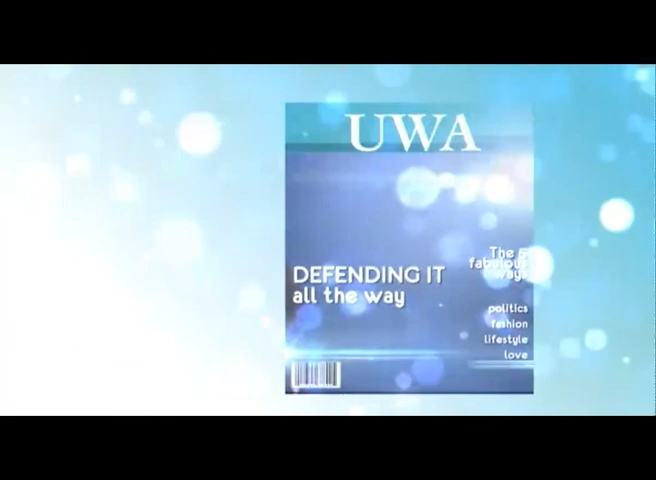 UWA
DEFENDING IT
all the way
The 5
fabulous
ways
politics
fashion
lifestyle
love